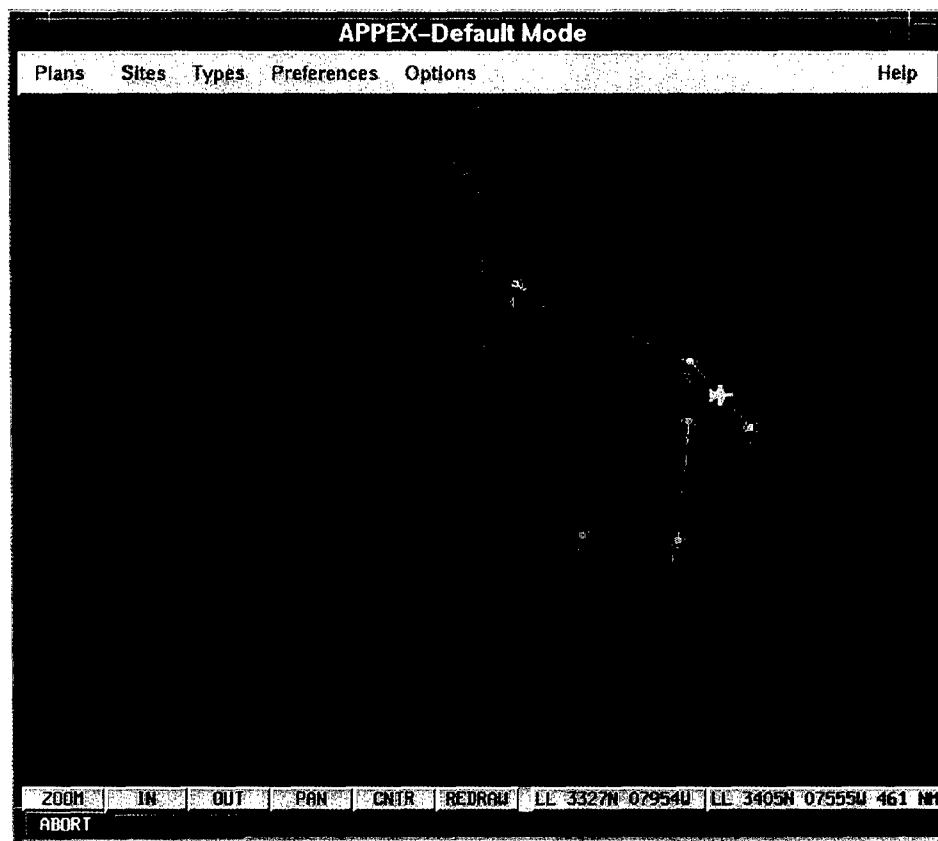 APPEX–Default Mode
Plans Sites Types Preferences Options Help
ZOOM IN OUT PAN CNTR REDRAW LL 3327N 07954W LL 3405N 07555W 461 NM
ABORT